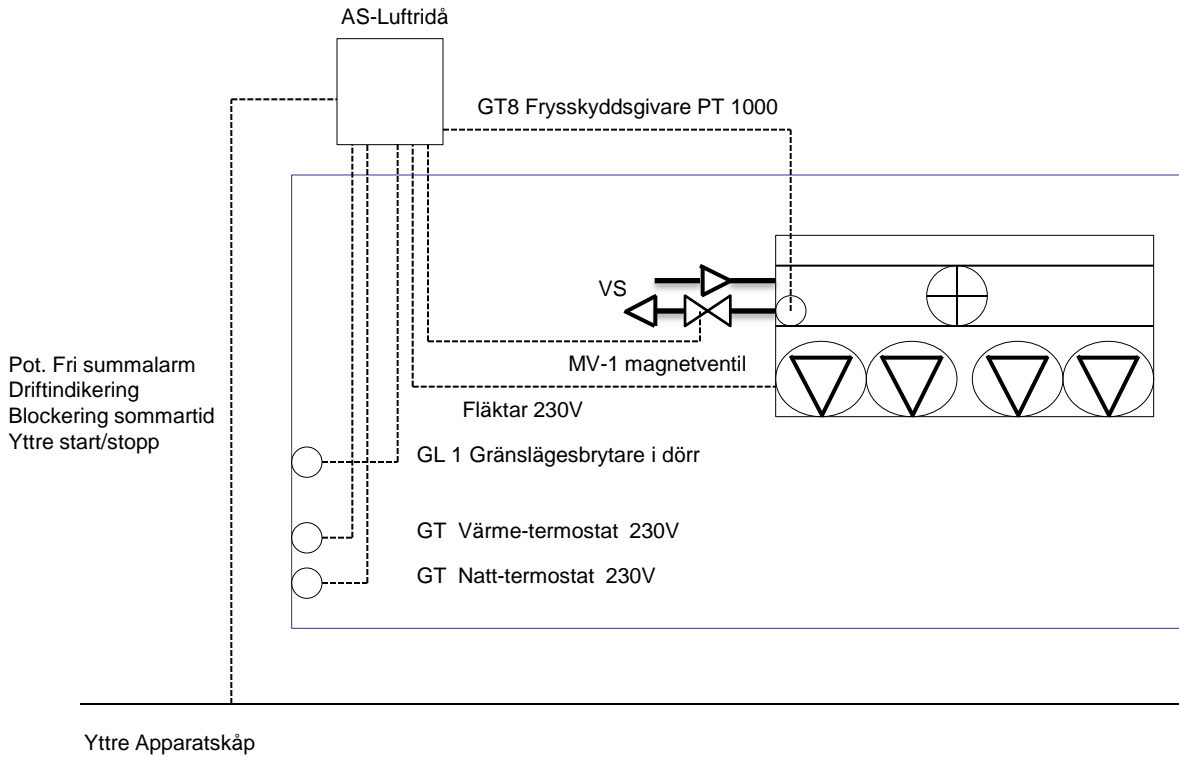 AS-Luftridå
GT8 Frysskyddsgivare PT 1000
VS
MV-1 magnetventil
Fläktar 230V
Pot. Fri summalarm
Driftindikering
Blockering sommartid
Yttre start/stopp
GL 1 Gränslägesbrytare i dörr
GT Värme-termostat 230V
GT Natt-termostat 230V
Yttre Apparatskåp